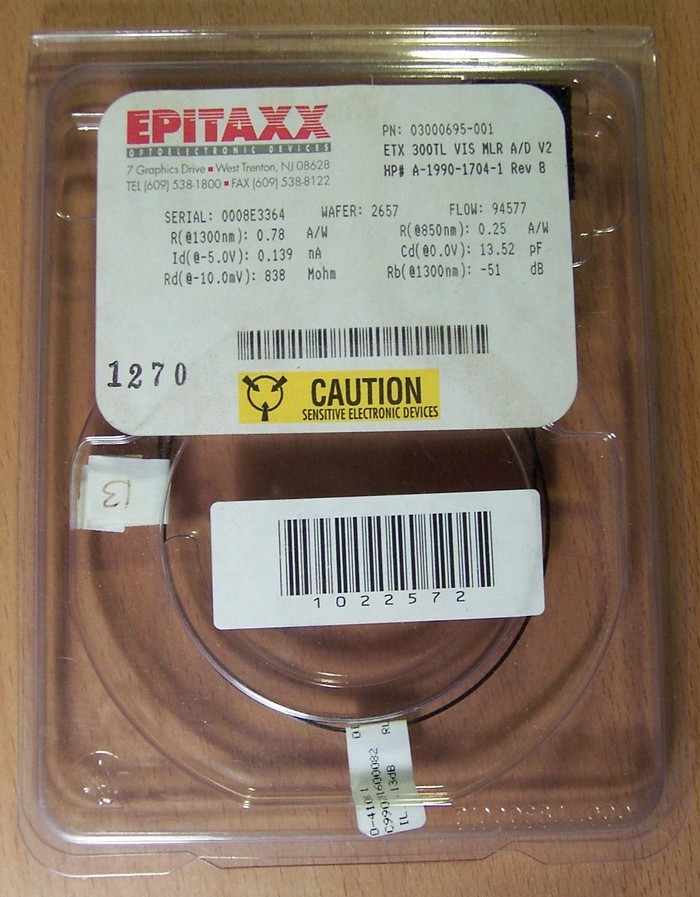 EPITAXX
OPTOELECTRONIC DEVICES
7 Graphics Drive ▪ West Trenton, NJ 08628
TEL (609) 538-1800 ▪ FAX (609) 538-8122
PN: 03000695-001
ETX 300TL VIS MLR A/D V2
HP# A-1990-1704-1 Rev B
SERIAL: 0008E3364 WAFER: 2657 FLOW: 94577
R(@1300nm): 0.78 A/W R(@850nm): 0.25 A/W
Id(@-5.0V): 0.139 nA Cd(@0.0V): 13.52 pF
Rd(@-10.0mV): 838 Mohm Rb(@1300nm): -51 dB
1270
CAUTION
SENSITIVE ELECTRONIC DEVICES
13
1022572
13dB
IL